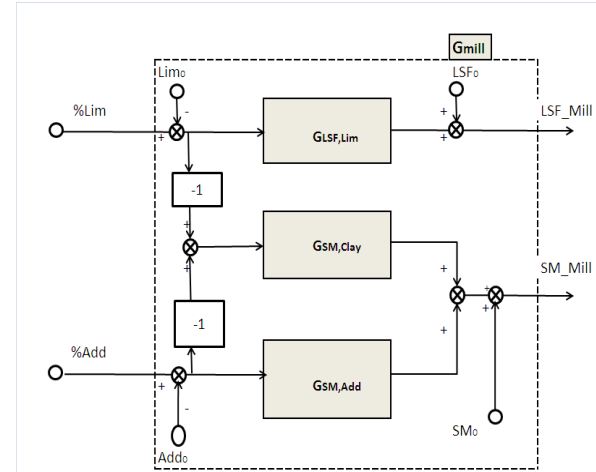 Gmill
Lim₀
LSF₀
%Lim
-
+
LSF_Mill
+
GLSF,Lim
+
-1
+
GSM,Clay
+
+
SM_Mill
+
+
-1
+
%Add
+
GSM,Add
-
SM₀
Add₀